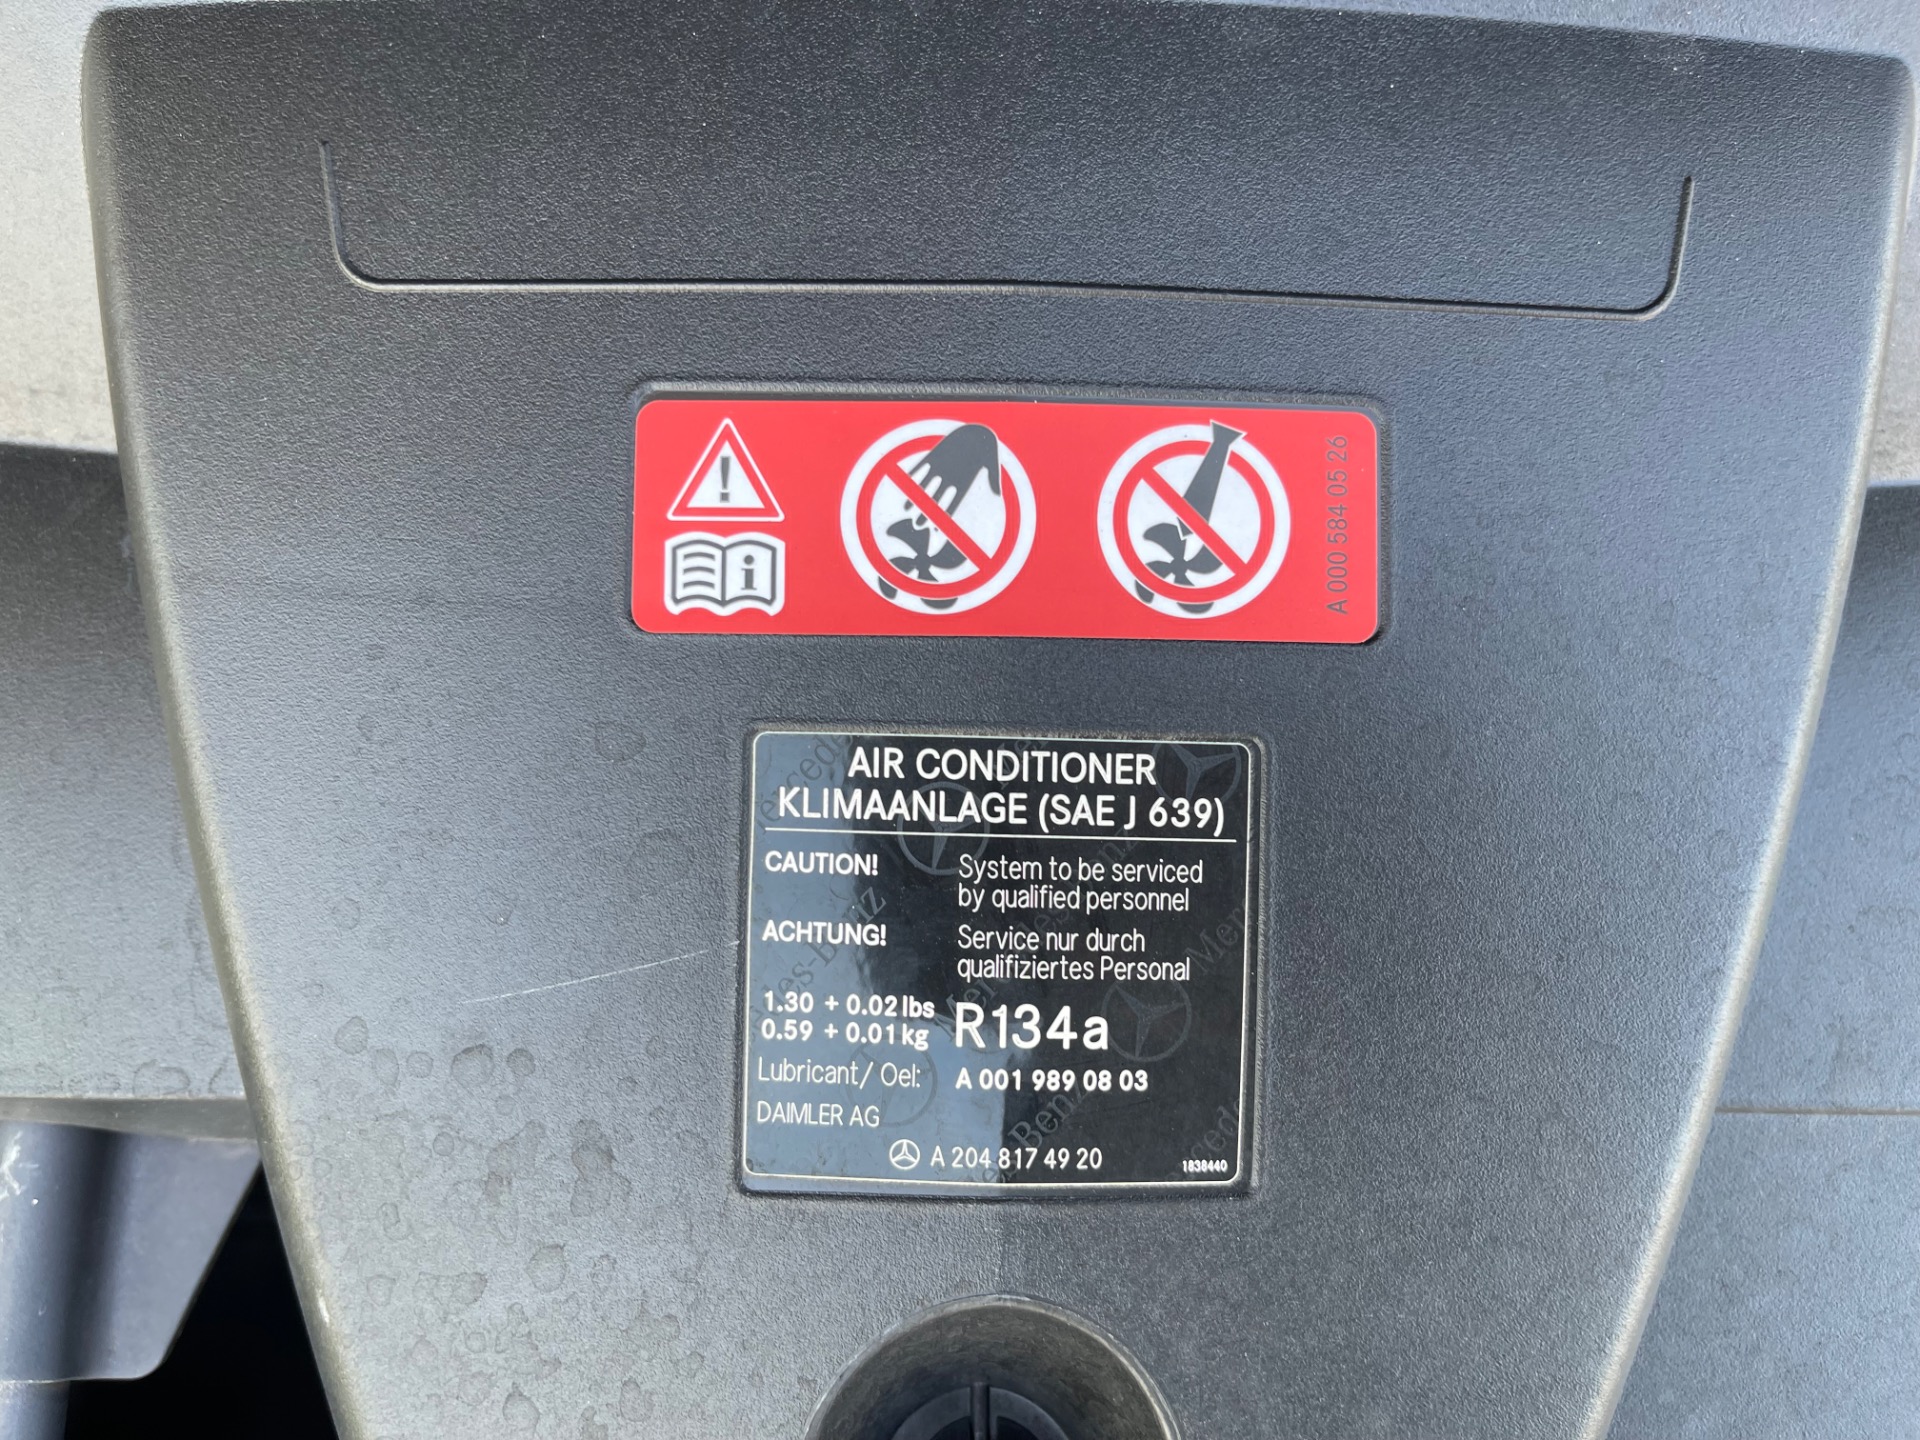 A 000 584 05 26
AIR CONDITIONER
KLIMAANLAGE (SAE J 639)
CAUTION! System to be serviced
by qualified personnel
ACHTUNG! Service nur durch
qualifiziertes Personal
1.30 + 0.02 lbs
0.59 + 0.01 kg R134a
Lubricant/ Oel: A 001 989 08 03
DAIMLER AG
A 204 817 49 20 1838440